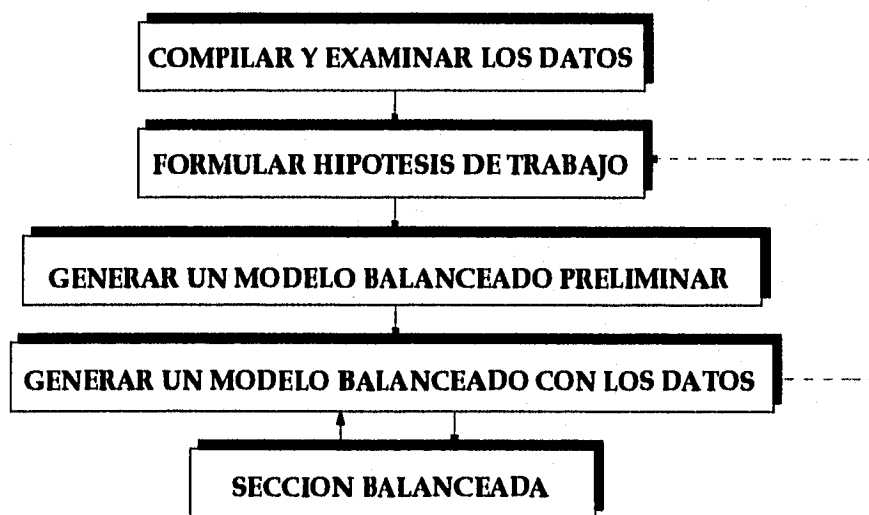 COMPILAR Y EXAMINAR LOS DATOS
FORMULAR HIPOTESIS DE TRABAJO
GENERAR UN MODELO BALANCEADO PRELIMINAR
GENERAR UN MODELO BALANCEADO CON LOS DATOS
SECCION BALANCEADA